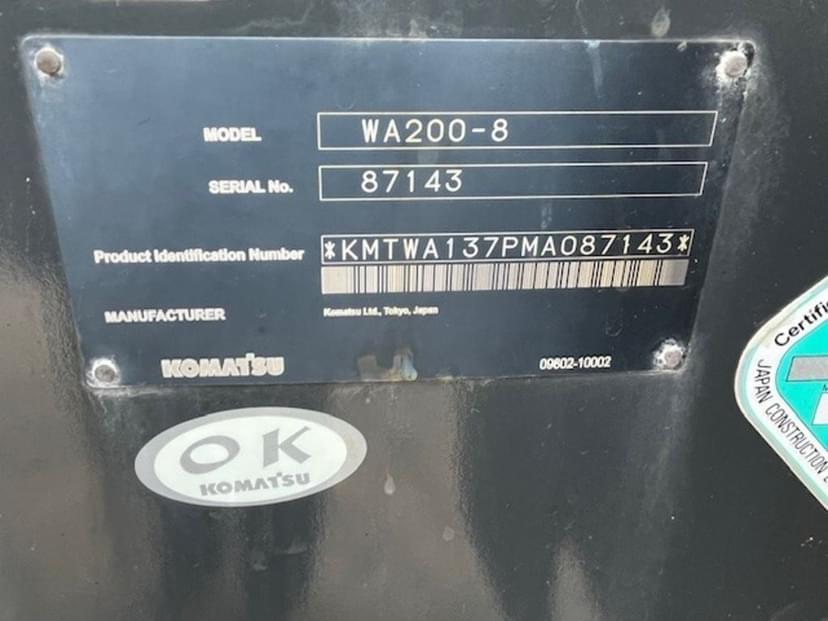 MODEL WA200-8
SERIAL No. 87143
Product Identification Number *KMTWA137PMA087143*
MANUFACTURER Komatsu Ltd., Tokyo, Japan
KOMATSU 09602-10002
OK
KOMATSU
JAPAN CONSTRUCTION